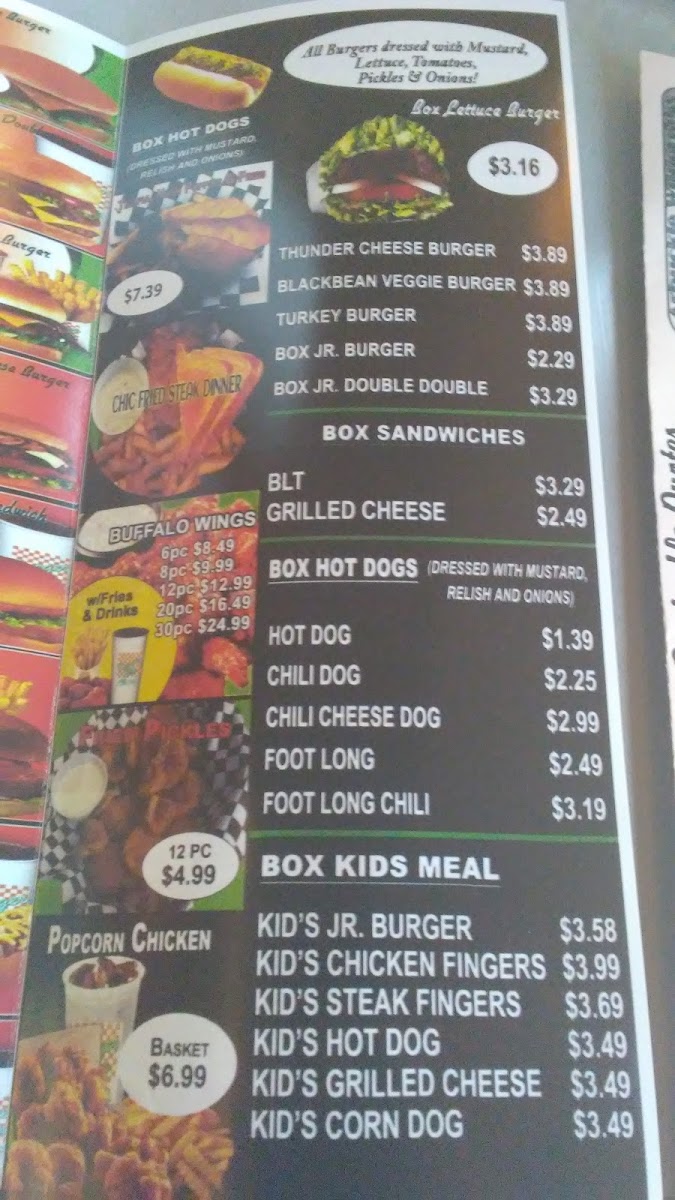 Burger
Double
Burger
Burger
All Burgers dressed with Mustard,
Lettuce, Tomatoes,
Pickles & Onions!
BOX HOT DOGS
(DRESSED WITH MUSTARD,
RELISH AND ONIONS)
$7.39
CHIC FRIED STEAK DINNER
BUFFALO WINGS
6pc $8.49
8pc $9.99
12pc $12.99
20pc $16.49
30pc $24.99
w/Fries
& Drinks
PICKLES
12 PC
$4.99
POPCORN CHICKEN
BASKET
$6.99
Box Lettuce Burger
$3.16
THUNDER CHEESE BURGER $3.89
BLACKBEAN VEGGIE BURGER $3.89
TURKEY BURGER $3.89
BOX JR. BURGER $2.29
BOX JR. DOUBLE DOUBLE $3.29
BOX SANDWICHES
BLT $3.29
GRILLED CHEESE $2.49
BOX HOT DOGS (DRESSED WITH MUSTARD,
RELISH AND ONIONS)
HOT DOG $1.39
CHILI DOG $2.25
CHILI CHEESE DOG $2.99
FOOT LONG $2.49
FOOT LONG CHILI $3.19
BOX KIDS MEAL
KID'S JR. BURGER $3.58
KID'S CHICKEN FINGERS $3.99
KID'S STEAK FINGERS $3.69
KID'S HOT DOG $3.49
KID'S GRILLED CHEESE $3.49
KID'S CORN DOG $3.49